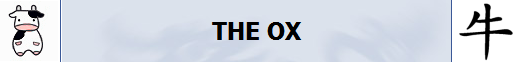 THE OX
牛